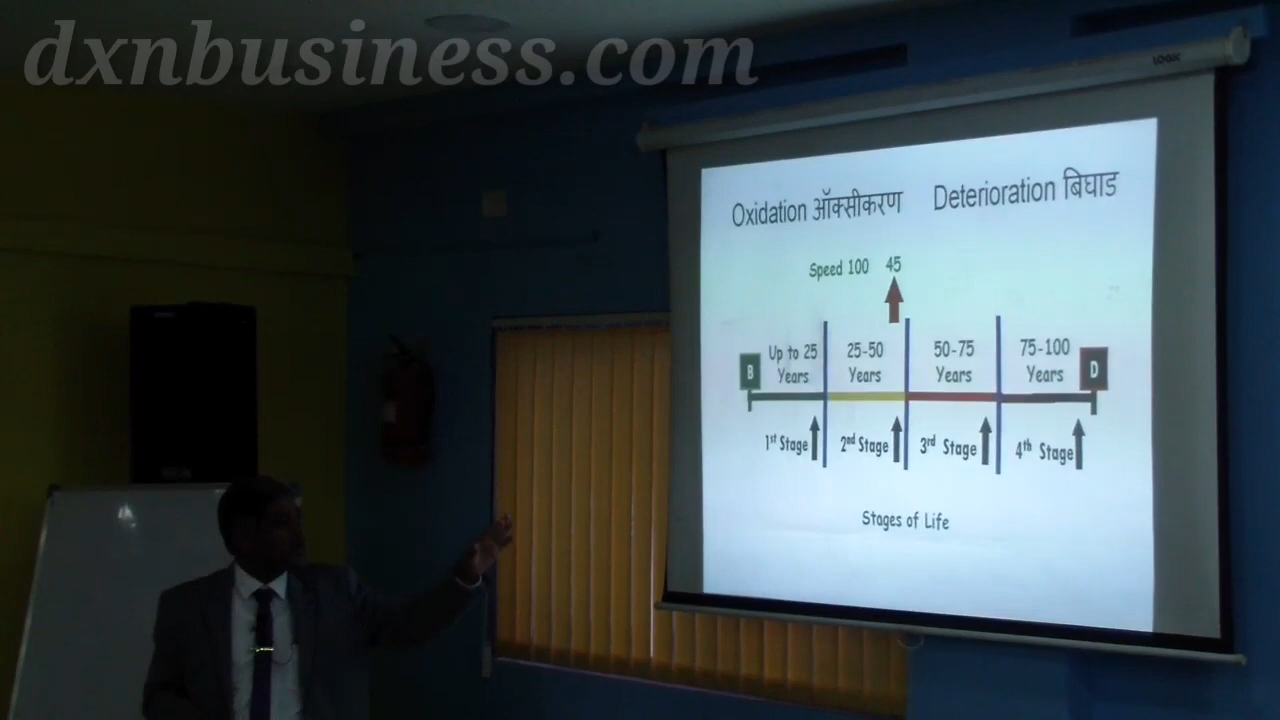 dxnbusiness.com
Oxidation ऑक्सीकरण Deterioration बिघाड
Speed 100 45
B
Up to 25
Years
25-50
Years
50-75
Years
75-100
Years
D
1st Stage
2nd Stage
3rd Stage
4th Stage
Stages of Life